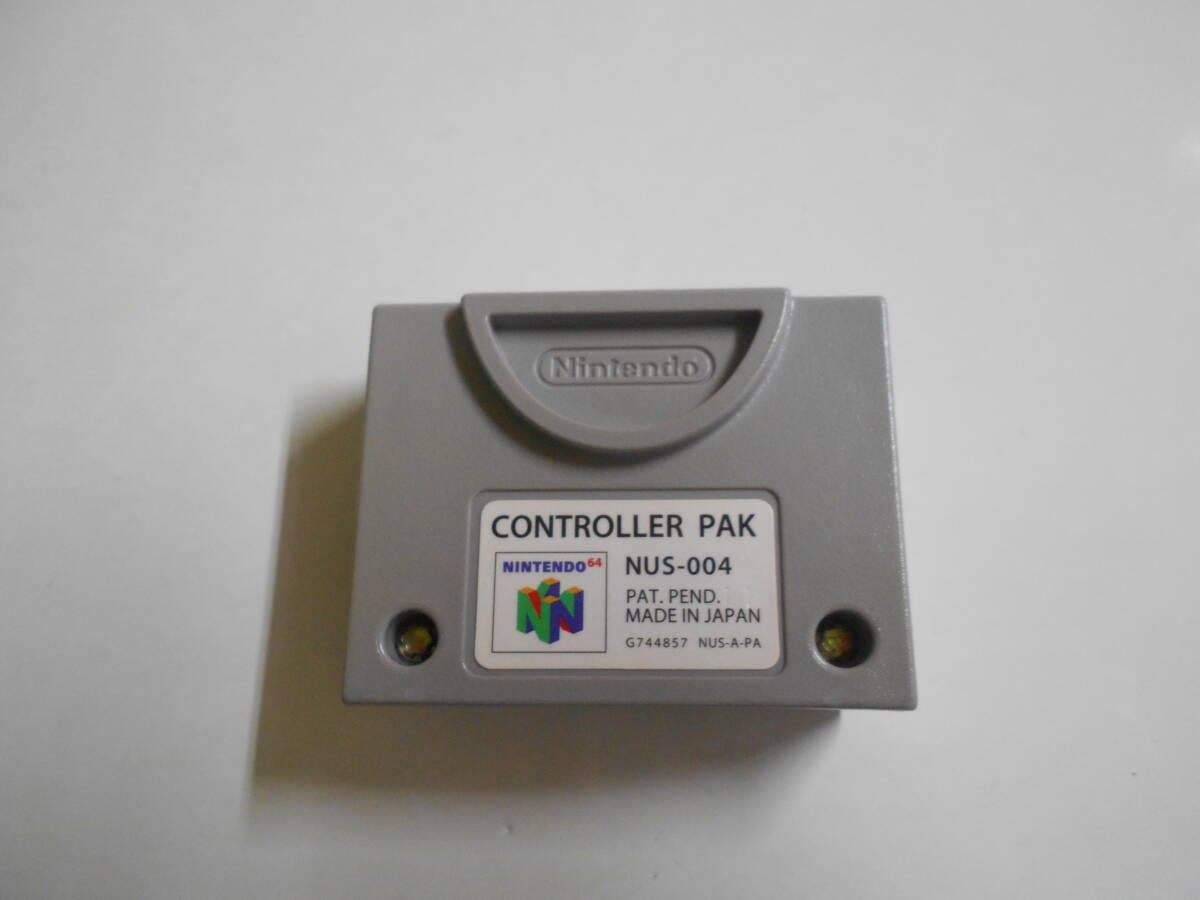 Nintendo
CONTROLLER PAK
NINTENDO64
NUS-004
PAT. PEND.
MADE IN JAPAN
G744857 NUS-A-PA